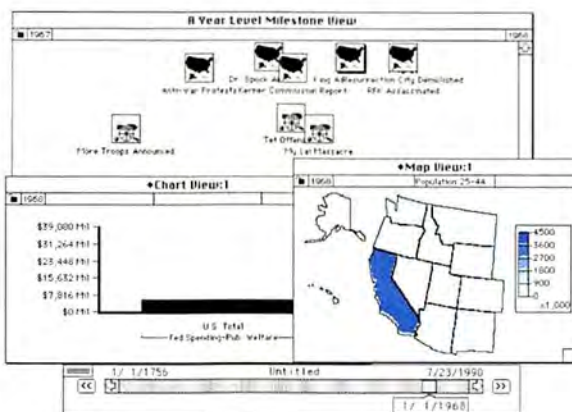 A Year Level Milestone View
1967 1968
Dr. Spock King Resurrection City Demolished
Anti-War Protests Kerner Commission Report RFK Assassinated
More Troops Announced
My Lai Massacre
◆Chart View:1
1968
$39,080 Mil
$31,264 Mil
$23,448 Mil
$15,632 Mil
$7,816 Mil
$0 Mil
U.S. Total
Fed Spending-Pub. Welfare
◆Map View:1
1968 Population 25-44
4500
3600
2700
1800
900
0
x1,000
1/ 1/1756 Untitled 7/23/1990
1/ 1/1968